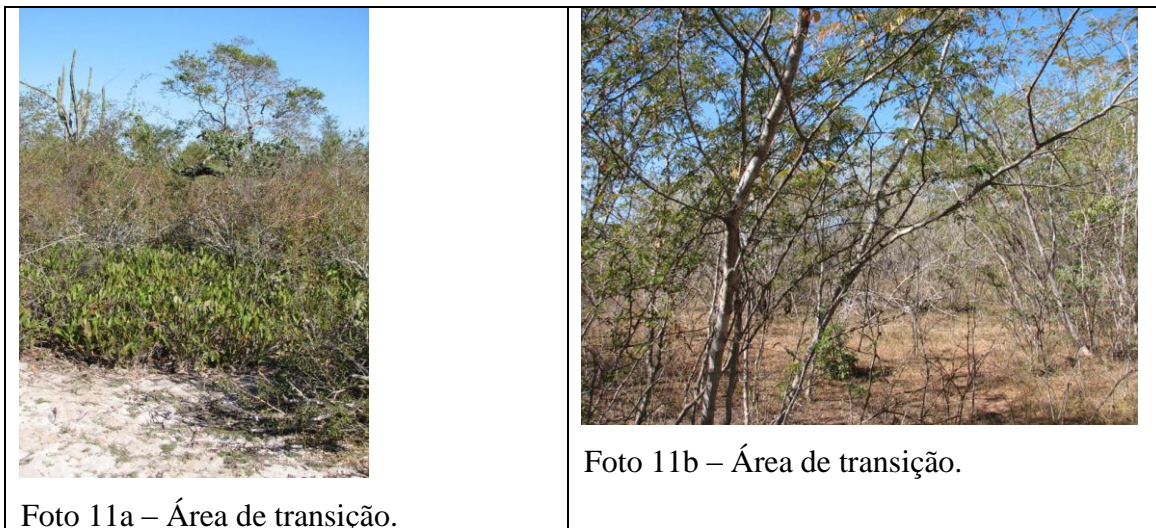 Foto 11a – Área de transição.
Foto 11b – Área de transição.